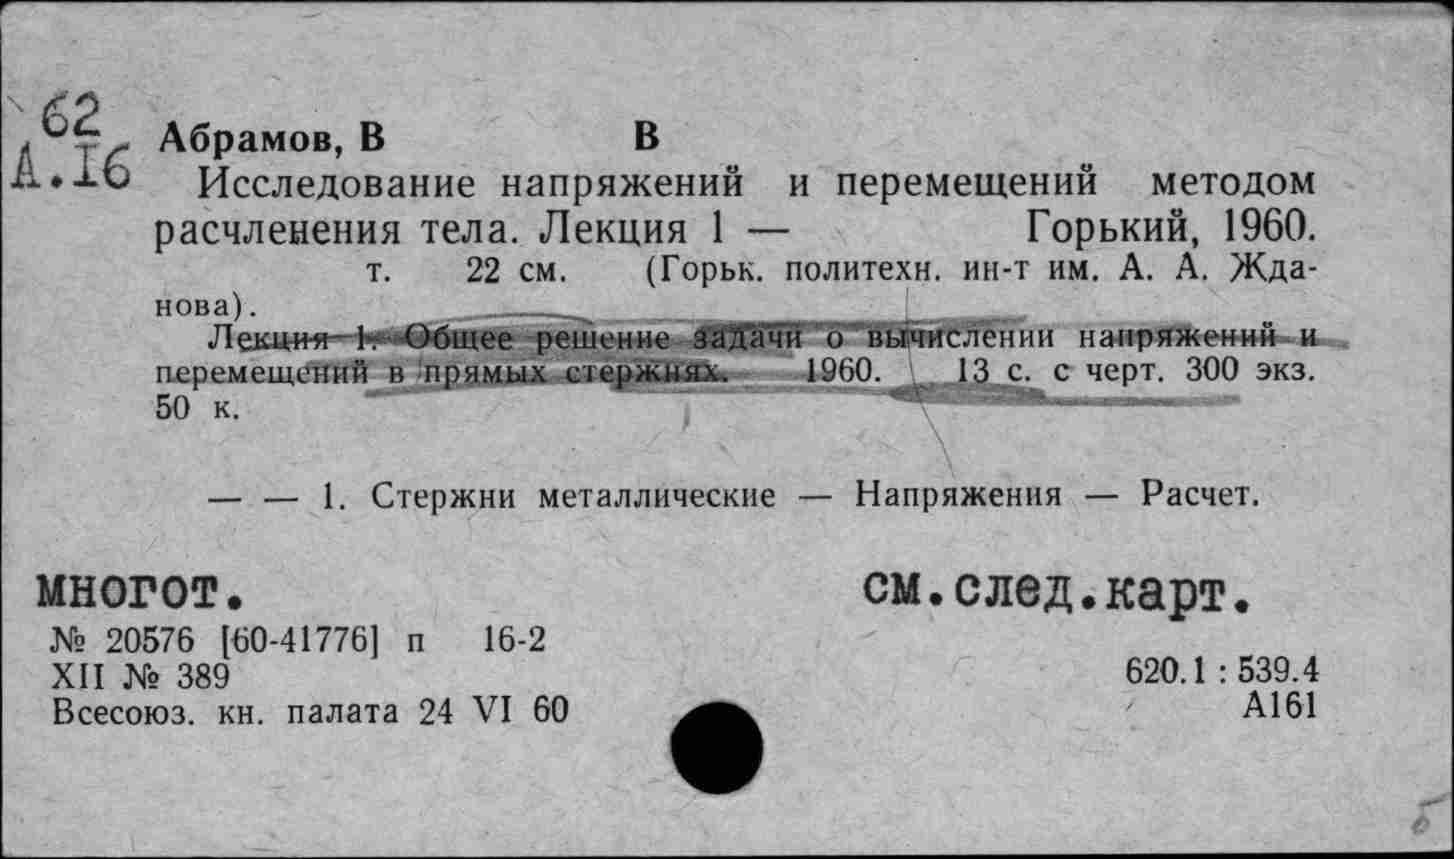 62
А.16
Абрамов, В В
Исследование напряжений и перемещений методом
расчленения тела. Лекция 1 — Горький, 1960.
т. 22 см. (Горьк. политехн. ин-т им. А. А. Жда-
нова).
Лекция 1. Общее решение задачи о вычислении напряжений и
перемещений в прямых стержнях. 1960. 13 с. с черт. 300 экз.
50 к.
— — 1. Стержни металлические — Напряжения — Расчет.
многот. см.след.карт.
№ 20576 [60-41776] п 16-2
XII № 389
Всесоюз. кн. палата 24 VI 60
620.1 : 539.4
А161